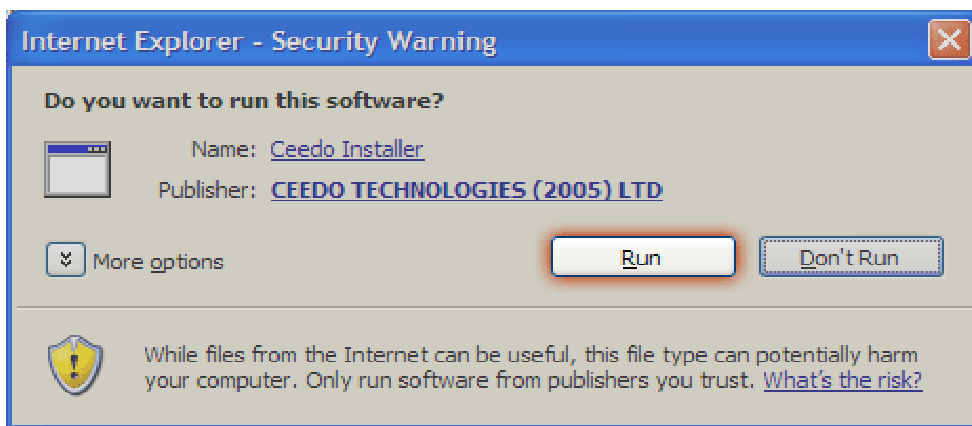 Internet Explorer - Security Warning
Do you want to run this software?
Name: Ceedo Installer
Publisher: CEEDO TECHNOLOGIES (2005) LTD
More options
Run
Don't Run
While files from the Internet can be useful, this file type can potentially harm
your computer. Only run software from publishers you trust. What's the risk?